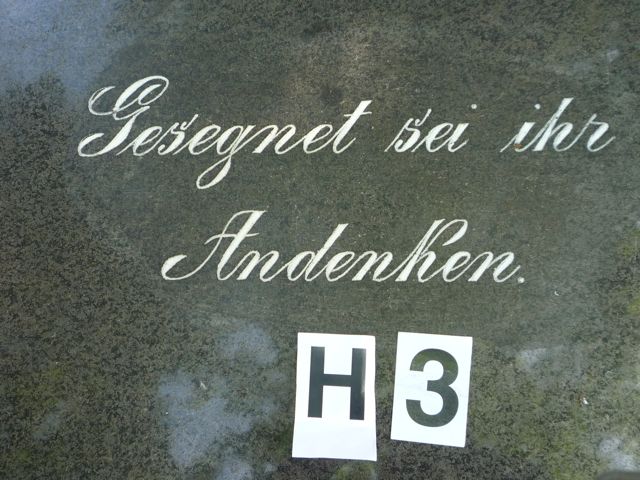 Gesegnet sei ihr
Andenken.
H 3